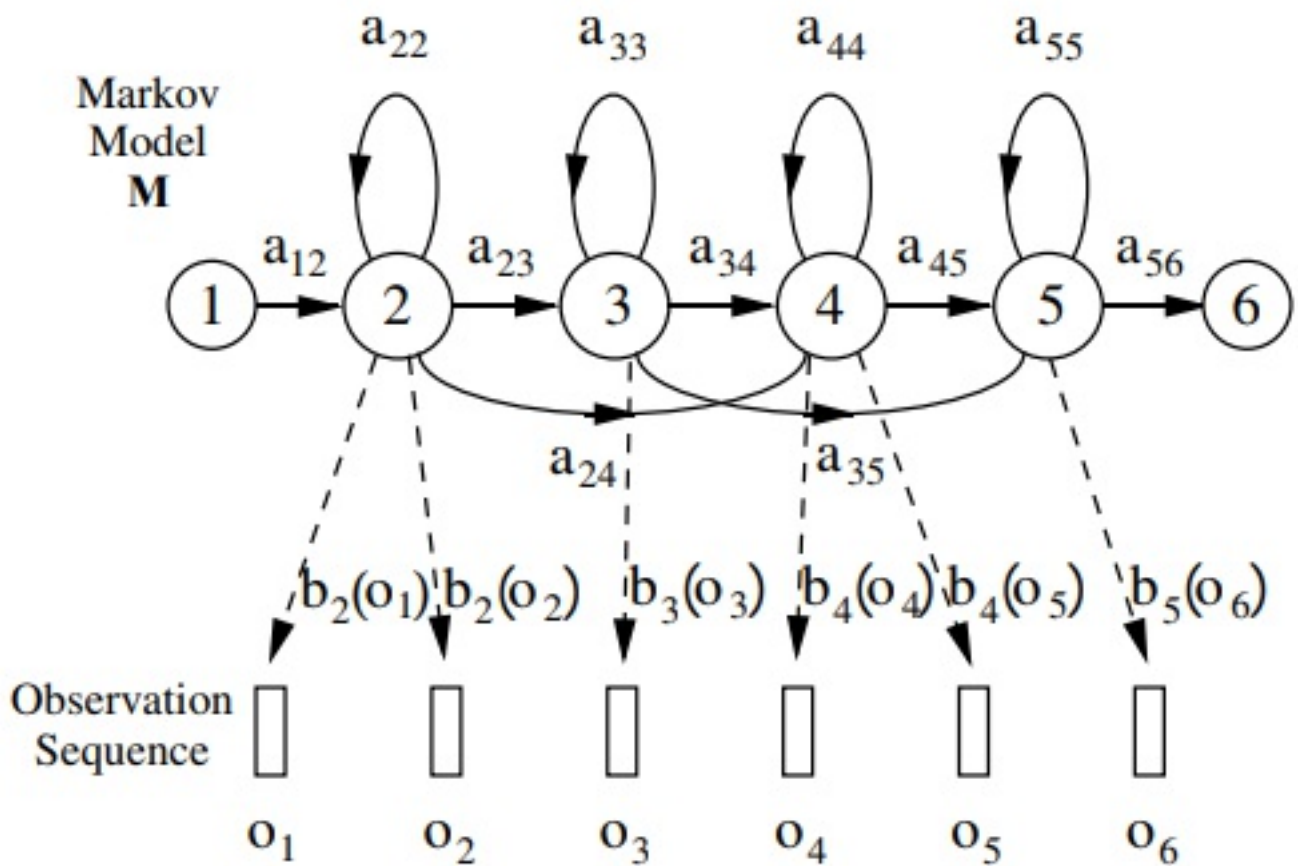 a₂₂ a₃₃ a₄₄ a₅₅
Markov
Model
M
a₁₂ a₂₃ a₃₄ a₄₅ a₅₆
1 2 3 4 5 6
a₂₄ a₃₅
b₂(o₁) b₂(o₂) b₃(o₃) b₄(o₄) b₄(o₅) b₅(o₆)
Observation
Sequence
o₁ o₂ o₃ o₄ o₅ o₆